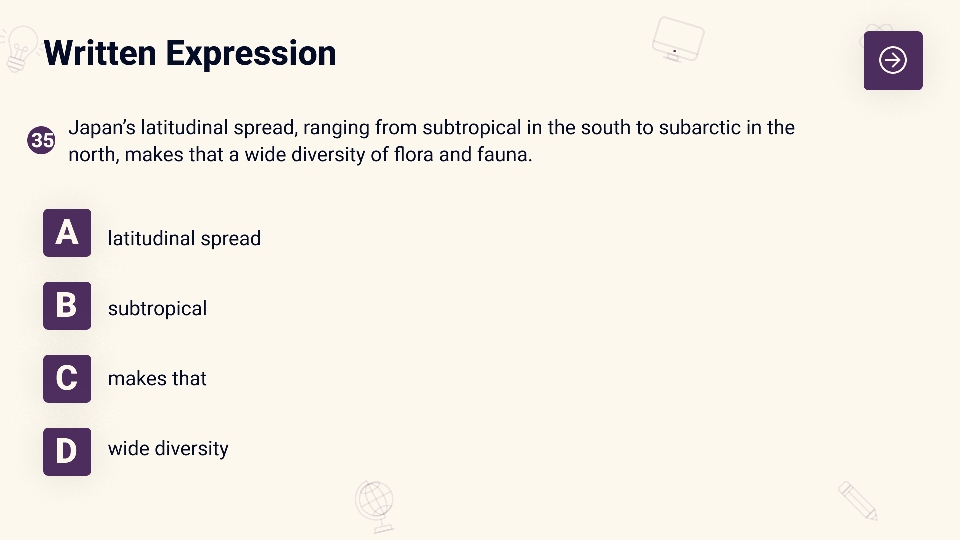 Written Expression
35
Japan’s latitudinal spread, ranging from subtropical in the south to subarctic in the
north, makes that a wide diversity of flora and fauna.
A
latitudinal spread
B
subtropical
C
makes that
D
wide diversity